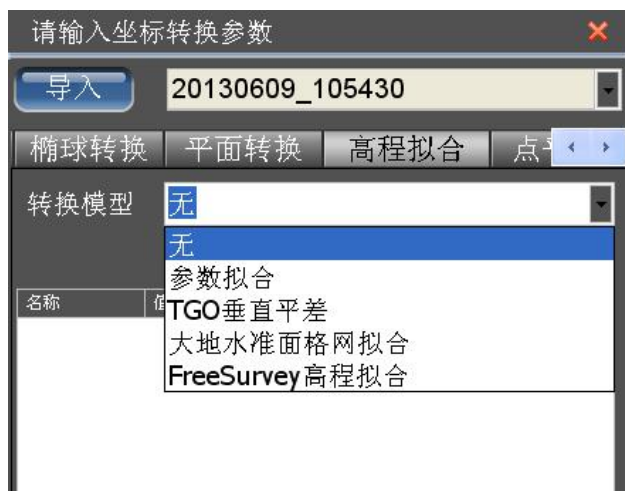 请输入坐标转换参数
导入 20130609_105430
椭球转换 平面转换 高程拟合
转换模型 无
无
参数拟合
名称
TGO垂直平差
大地水准面格网拟合
FreeSurvey高程拟合